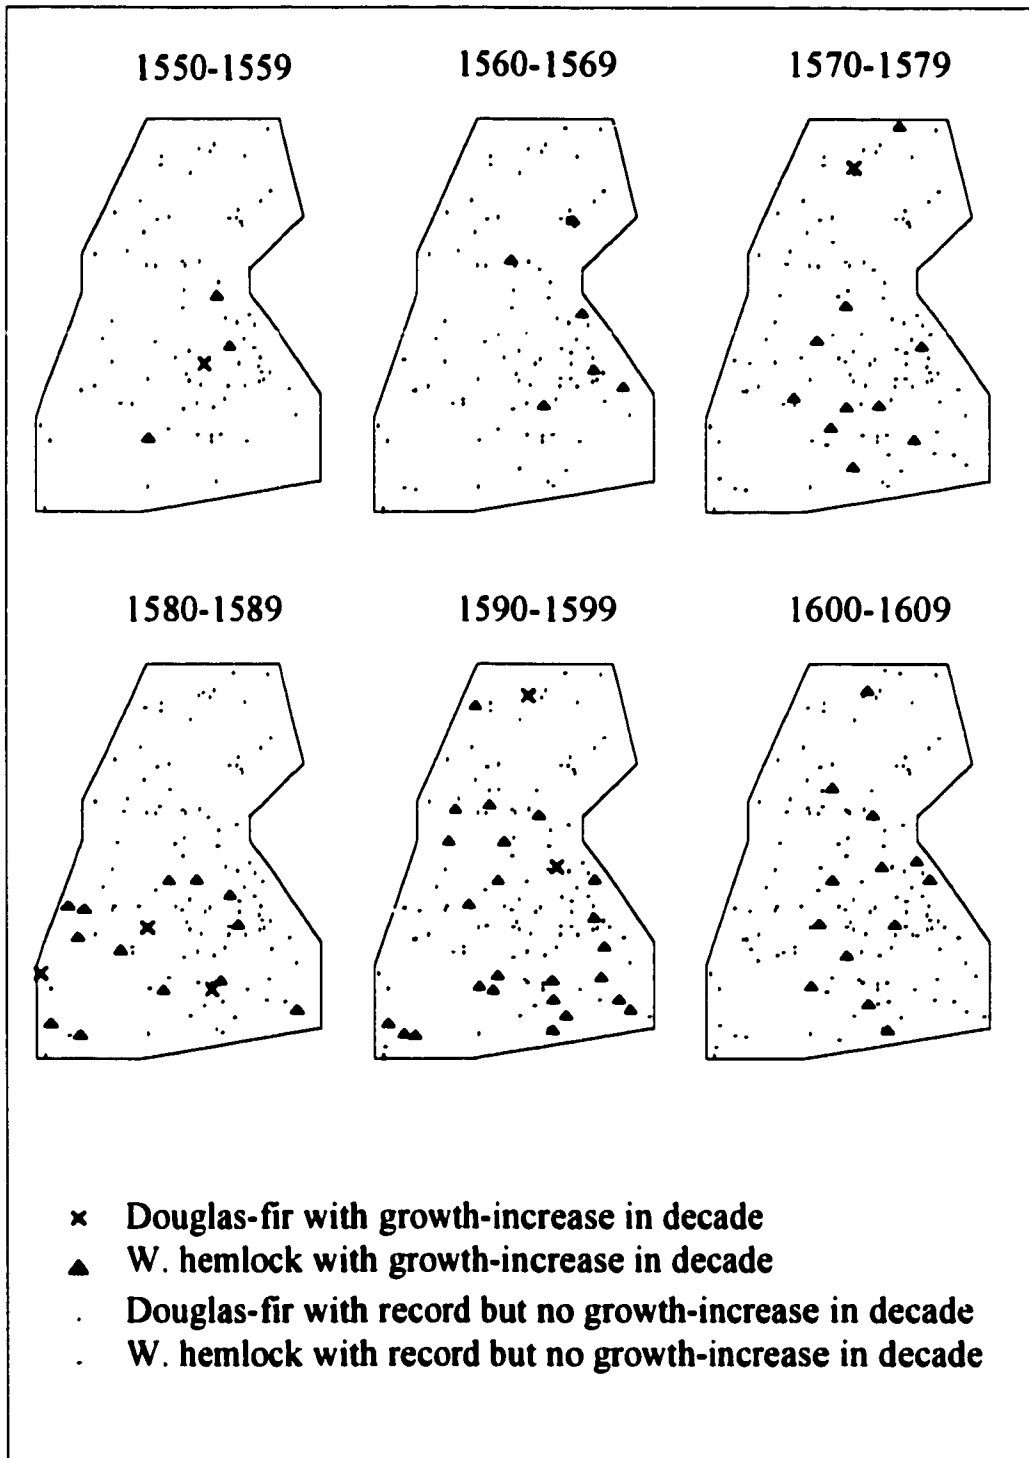 1550-1559 1560-1569 1570-1579
1580-1589 1590-1599 1600-1609
Douglas-fir with growth-increase in decade
W. hemlock with growth-increase in decade
Douglas-fir with record but no growth-increase in decade
W. hemlock with record but no growth-increase in decade